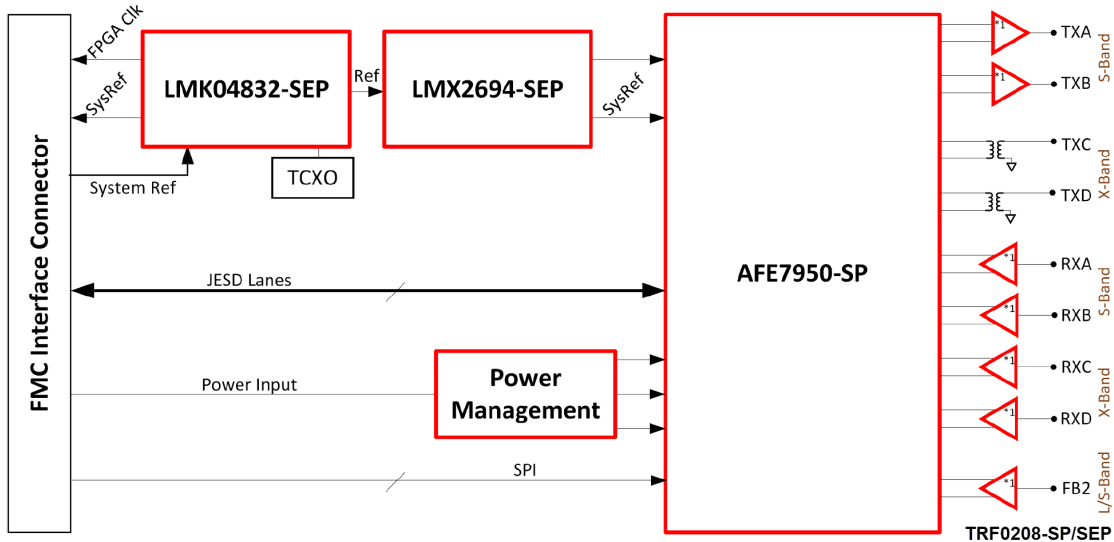 FMC Interface Connector
FPGA Clk
SysRef
System Ref
LMK04832-SEP
TCXO
Ref
LMX2694-SEP
SysRef
JESD Lanes
Power Input
Power
Management
SPI
AFE7950-SP
*1
TXA
*1
TXB
S-Band
TXC
TXD
X-Band
*1
RXA
*1
RXB
S-Band
*1
RXC
*1
RXD
X-Band
*1
FB2
L/S-Band
TRF0208-SP/SEP